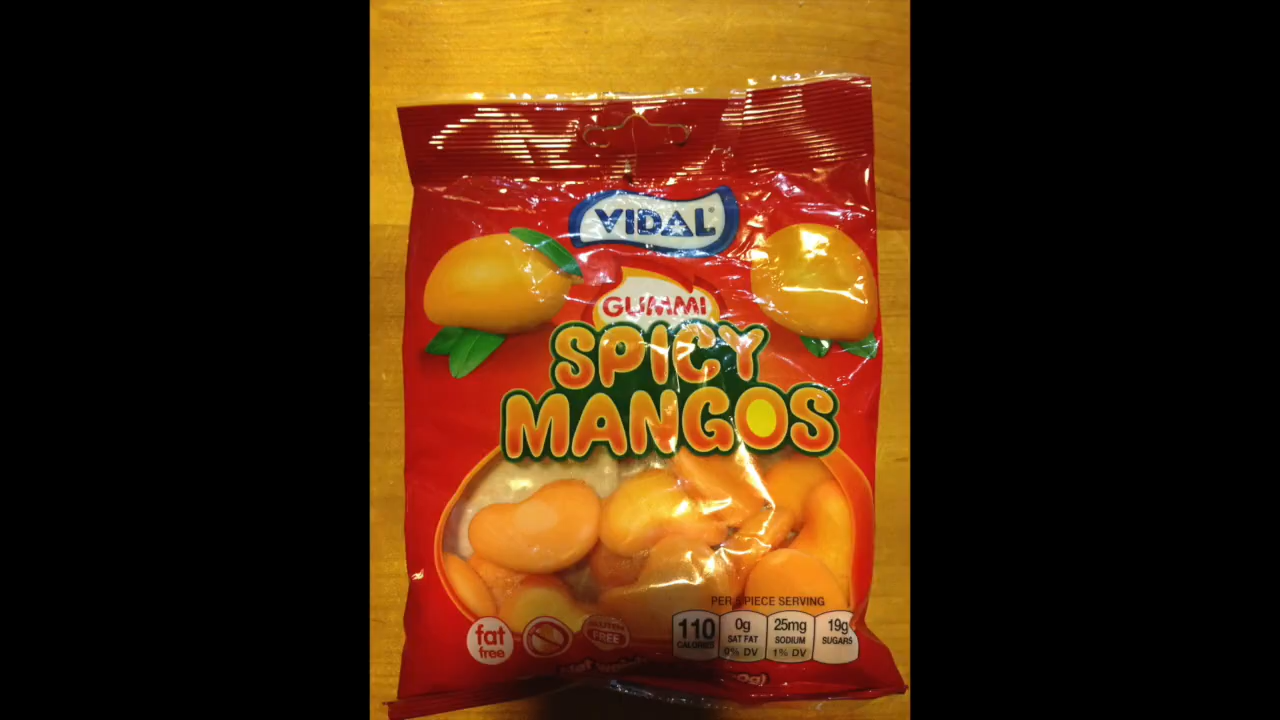 VIDAL®
GUMMI
SPICY
MANGOS
PER 5 PIECE SERVING
110
CALORIES
0g
SAT FAT
0% DV
25mg
SODIUM
1% DV
19g
SUGARS
fat
free
GLUTEN
FREE